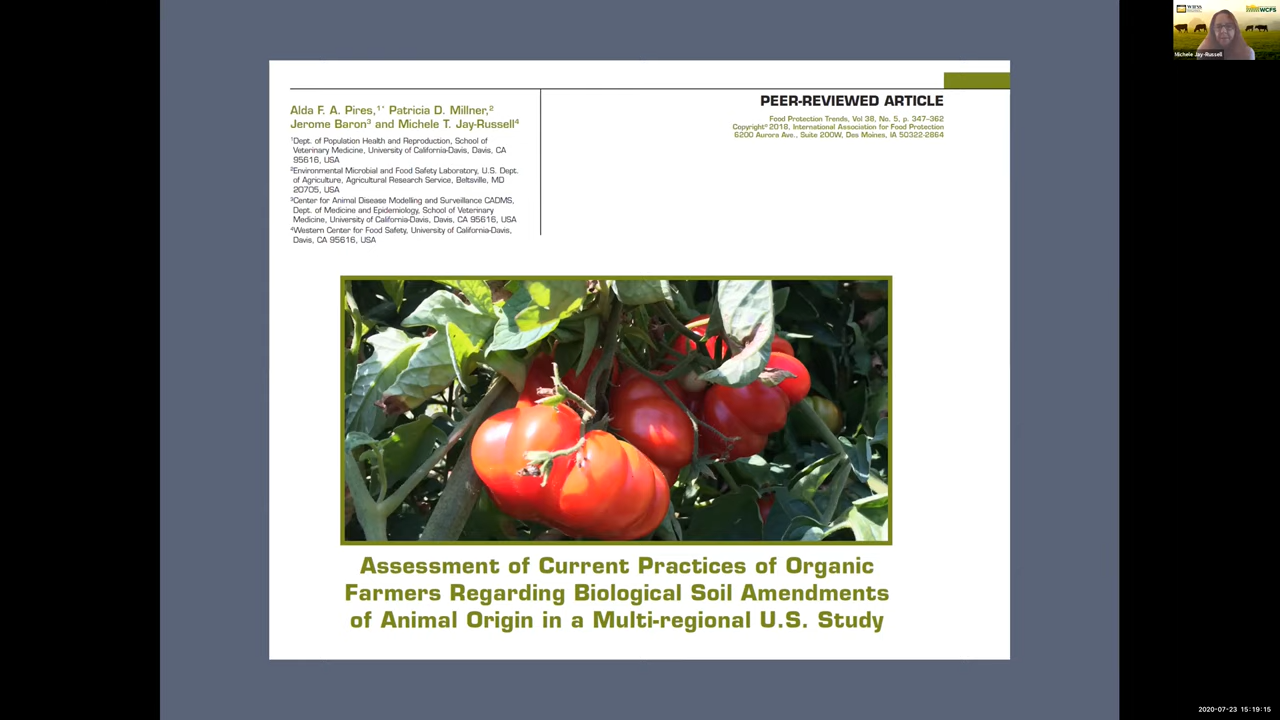 Alda F. A. Pires,¹* Patricia D. Millner,²
Jerome Baron³ and Michele T. Jay-Russell⁴
¹Dept. of Population Health and Reproduction, School of
Veterinary Medicine, University of California-Davis, Davis, CA
95616, USA
²Environmental Microbial and Food Safety Laboratory, U.S. Dept.
of Agriculture, Agricultural Research Service, Beltsville, MD
20705, USA
³Center for Animal Disease Modelling and Surveillance CADMS,
Dept. of Medicine and Epidemiology, School of Veterinary
Medicine, University of California-Davis, Davis, CA 95616, USA
⁴Western Center for Food Safety, University of California-Davis,
Davis, CA 95616, USA
PEER-REVIEWED ARTICLE
Food Protection Trends, Vol 38, No. 5, p. 347–362
Copyright© 2018, International Association for Food Protection
6200 Aurora Ave., Suite 200W, Des Moines, IA 50322-2864
Assessment of Current Practices of Organic
Farmers Regarding Biological Soil Amendments
of Animal Origin in a Multi-regional U.S. Study
WIFSS
WCFS
Michele Jay-Russell
2020-07-23 15:19:15